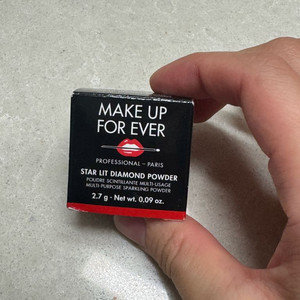 MAKE UP
FOR EVER
PROFESSIONAL – PARIS
STAR LIT DIAMOND POWDER
POUDRE SCINTILLANTE MULTI-USAGE
MULTI-PURPOSE SPARKLING POWDER
2.7 g - Net wt. 0.09 oz.